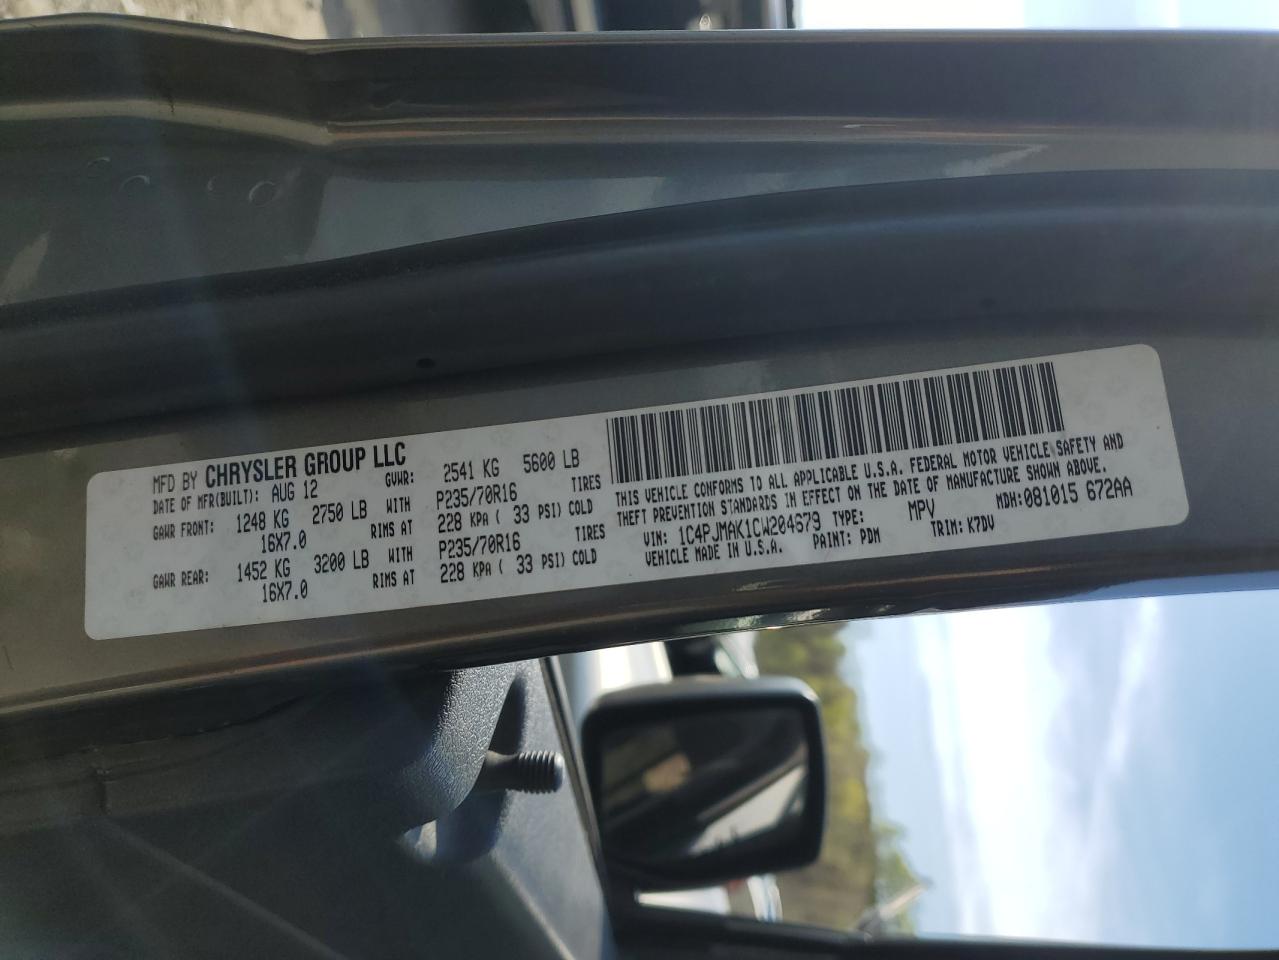 MFD BY CHRYSLER GROUP LLC
DATE OF MFR(BUILT): AUG 12 GVWR: 2541 KG 5600 LB
GAWR FRONT: 1248 KG 2750 LB WITH P235/70R16 TIRES
16X7.0 RIMS AT 228 KPA ( 33 PSI) COLD
GAWR REAR: 1452 KG 3200 LB WITH P235/70R16 TIRES
16X7.0 RIMS AT 228 KPA ( 33 PSI) COLD
THIS VEHICLE CONFORMS TO ALL APPLICABLE U.S.A. FEDERAL MOTOR VEHICLE SAFETY AND
THEFT PREVENTION STANDARDS IN EFFECT ON THE DATE OF MANUFACTURE SHOWN ABOVE.
VIN: 1C4PJMAK1CW204679 TYPE: MPV MDH:081015 672AA
VEHICLE MADE IN U.S.A. PAINT: PDM TRIM: K7DV